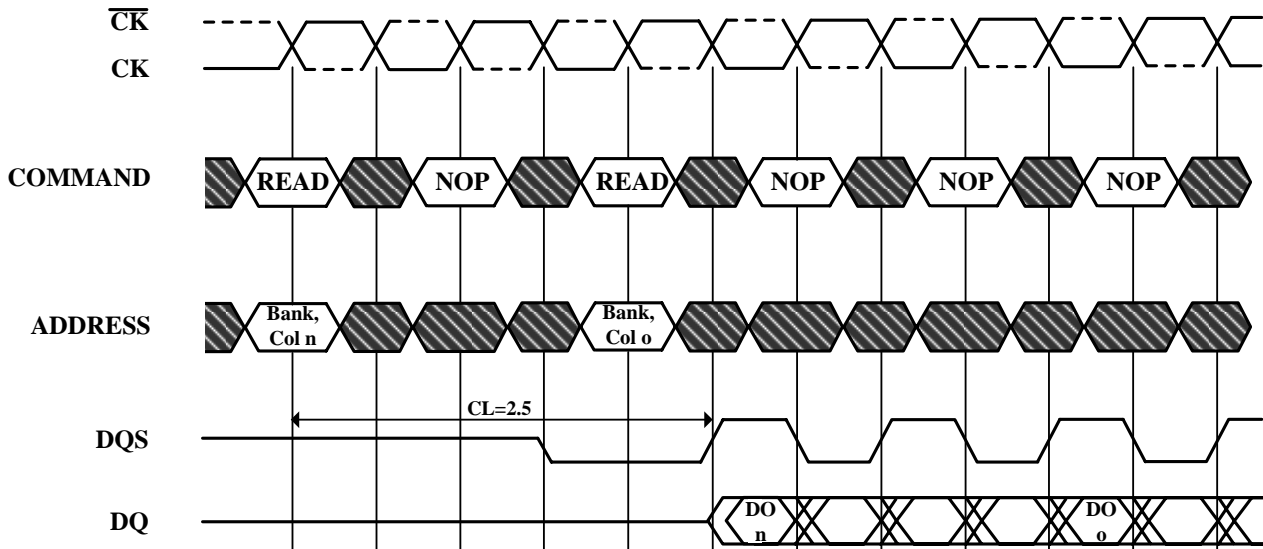 C̅K̅
CK
COMMAND
READ
NOP
READ
NOP
NOP
NOP
ADDRESS
Bank,
Col n
Bank,
Col o
CL=2.5
DQS
DQ
DO
n
DO
o